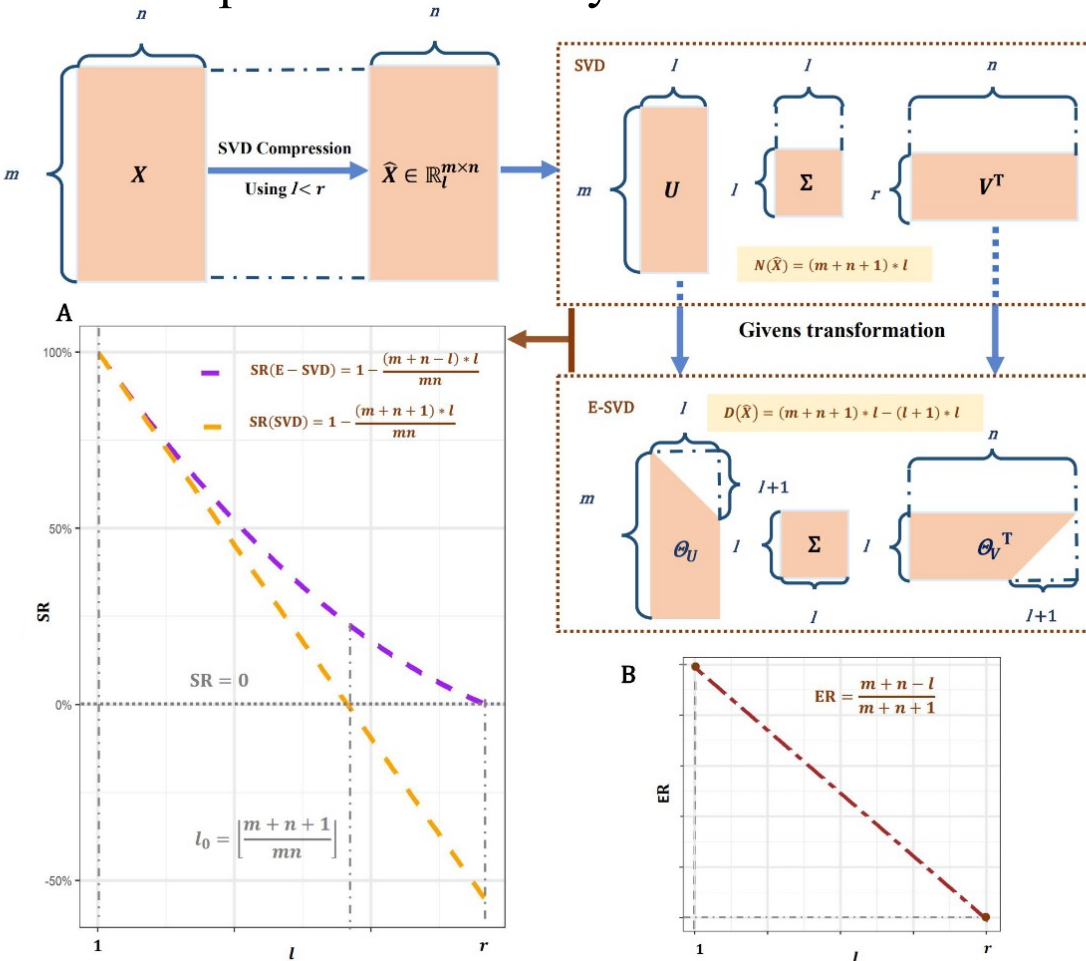 n
n
m
X
SVD Compression
Using l< r
X̂ ∈ ℝ_l^{m×n}
SVD
l
l
n
m
U
l
Σ
r
V^T
N(X̂) = (m + n + 1) ∗ l
Givens transformation
E-SVD
l
D(X̂) = (m + n + 1) ∗ l − (l + 1) ∗ l
n
m
l+1
Θ_U
l
Σ
l
Θ_V^T
l
l+1
A
100%
50%
0%
-50%
SR
SR(E − SVD) = 1 − (m + n − l) ∗ l / mn
SR(SVD) = 1 − (m + n + 1) ∗ l / mn
SR = 0
l_0 = ⌊(m + n + 1) / mn⌋
1
l
r
B
ER = (m + n − l) / (m + n + 1)
ER
1
l
r